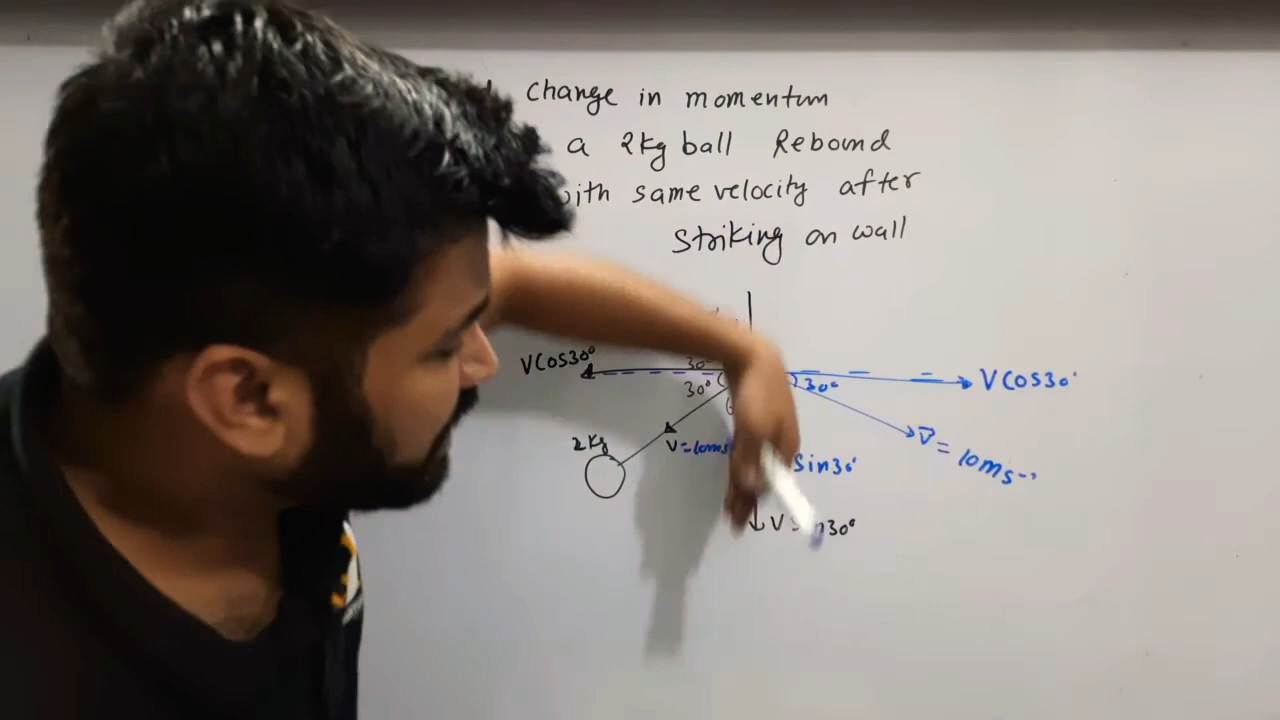 change in momentum
a 2kg ball Rebound
with same velocity after
Striking on wall
VCos30°
30°
30°
30°
VCos30°
2kg
V=10ms
V=10ms⁻¹
Sin30°
30°